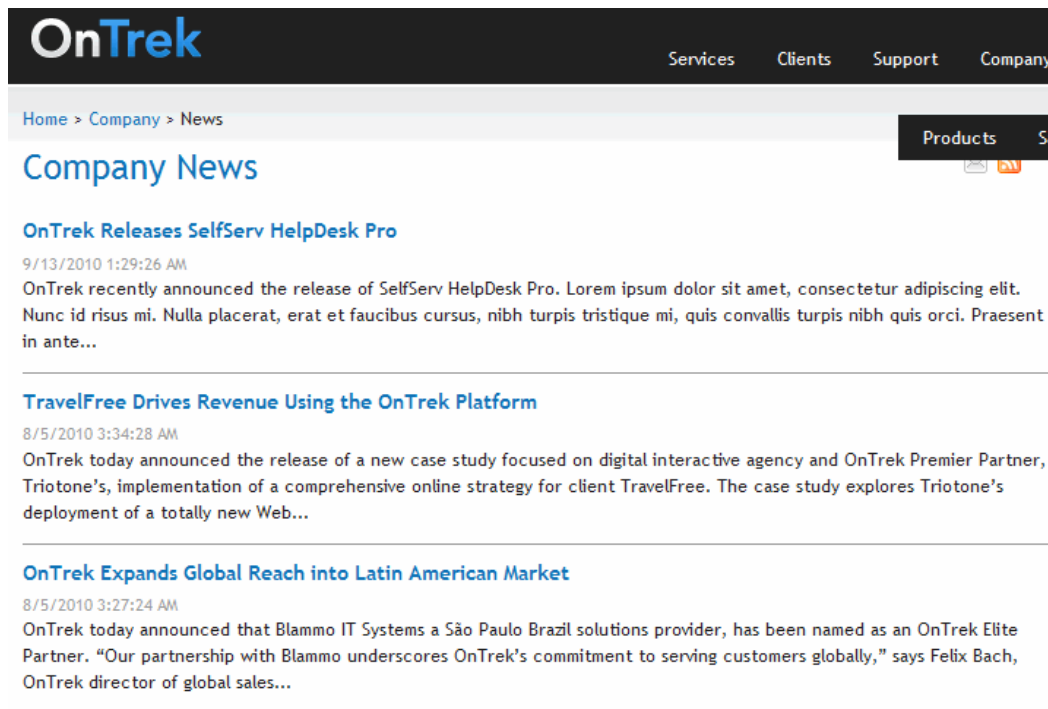 OnTrek
Services Clients Support Company
Home > Company > News
Products
Company News
OnTrek Releases SelfServ HelpDesk Pro
9/13/2010 1:29:26 AM
OnTrek recently announced the release of SelfServ HelpDesk Pro. Lorem ipsum dolor sit amet, consectetur adipiscing elit.
Nunc id risus mi. Nulla placerat, erat et faucibus cursus, nibh turpis tristique mi, quis convallis turpis nibh quis orci. Praesent
in ante...
TravelFree Drives Revenue Using the OnTrek Platform
8/5/2010 3:34:28 AM
OnTrek today announced the release of a new case study focused on digital interactive agency and OnTrek Premier Partner,
Triotone’s, implementation of a comprehensive online strategy for client TravelFree. The case study explores Triotone’s
deployment of a totally new Web...
OnTrek Expands Global Reach into Latin American Market
8/5/2010 3:27:24 AM
OnTrek today announced that Blammo IT Systems a São Paulo Brazil solutions provider, has been named as an OnTrek Elite
Partner. “Our partnership with Blammo underscores OnTrek’s commitment to serving customers globally,” says Felix Bach,
OnTrek director of global sales...